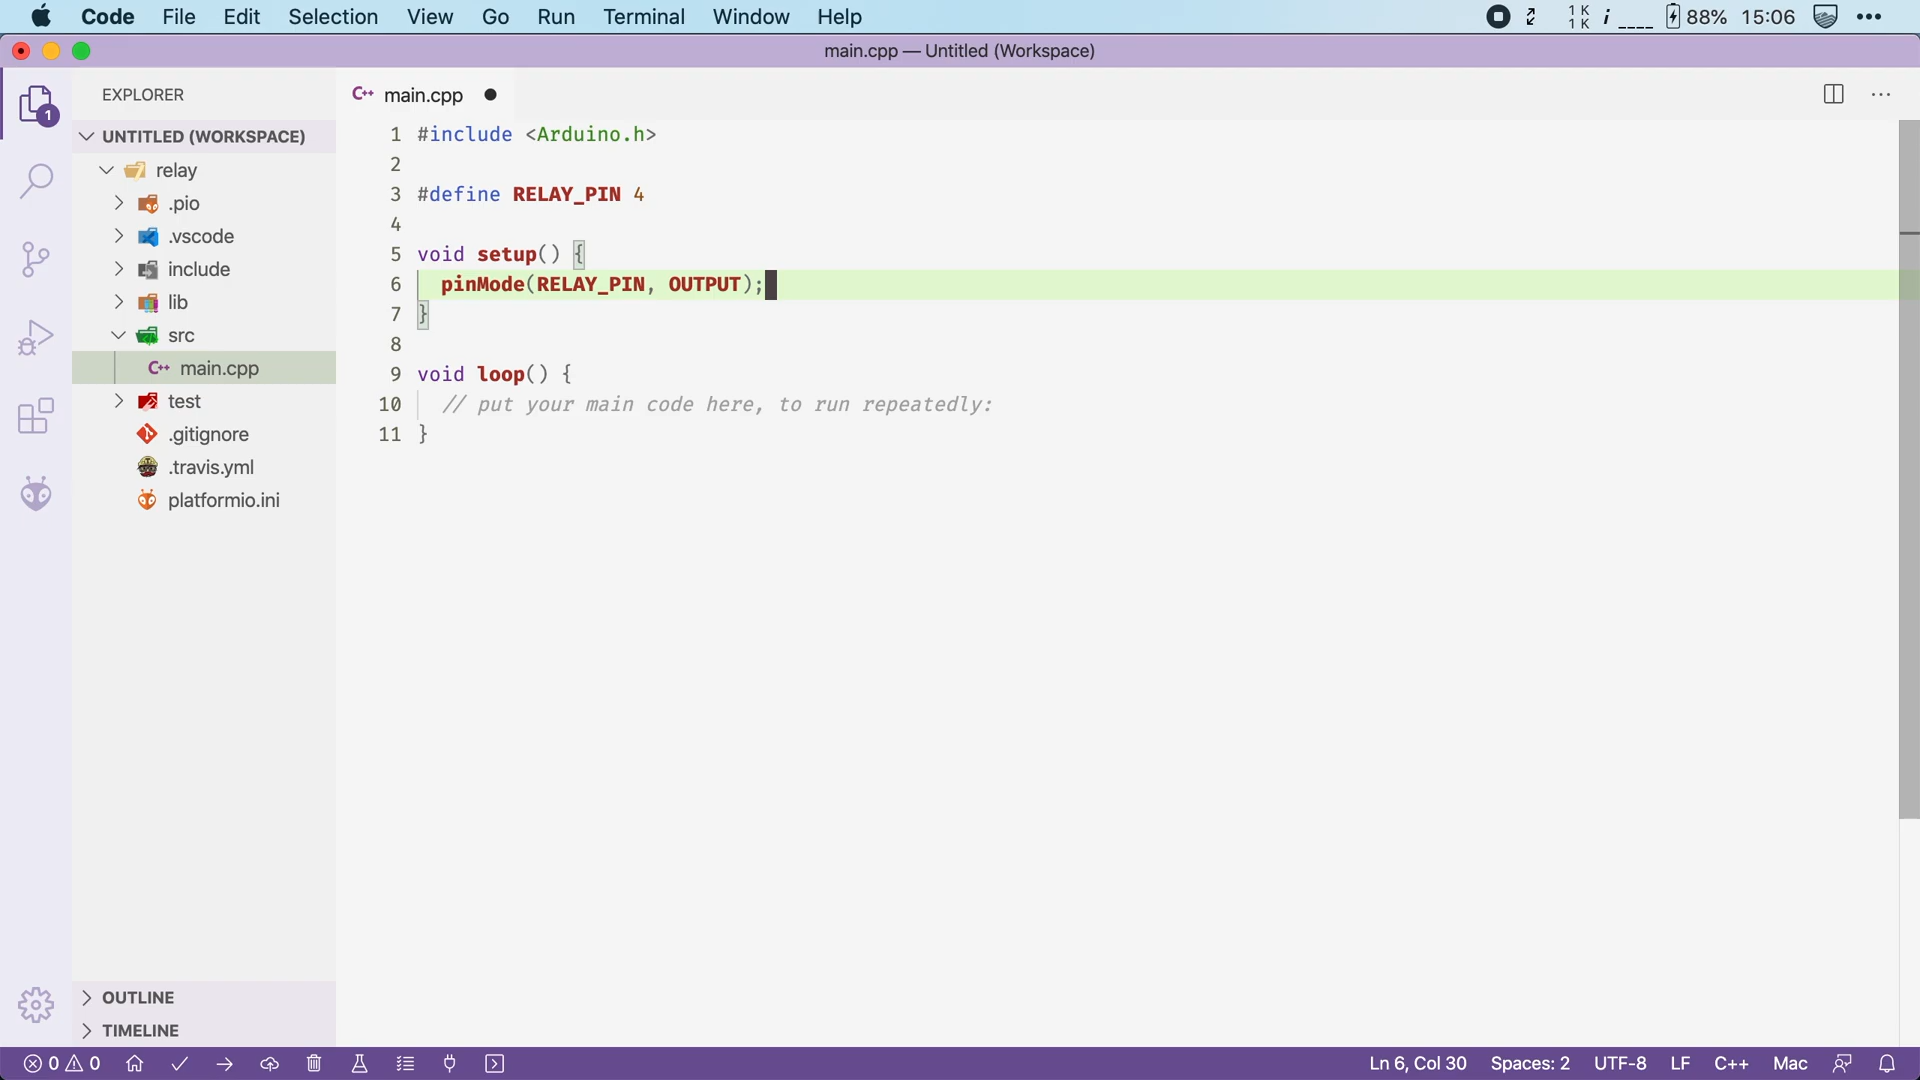 Code File Edit Selection View Go Run Terminal Window Help 1 K 1 K i 88% 15:06
main.cpp — Untitled (Workspace)
EXPLORER
UNTITLED (WORKSPACE)
relay
.pio
.vscode
include
lib
src
C++ main.cpp
test
.gitignore
.travis.yml
platformio.ini
OUTLINE
TIMELINE
1
C++ main.cpp
1 #include <Arduino.h>
2
3 #define RELAY_PIN 4
4
5 void setup() {
6 pinMode(RELAY_PIN, OUTPUT);
7 }
8
9 void loop() {
10 // put your main code here, to run repeatedly:
11 }
0 0 Ln 6, Col 30 Spaces: 2 UTF-8 LF C++ Mac